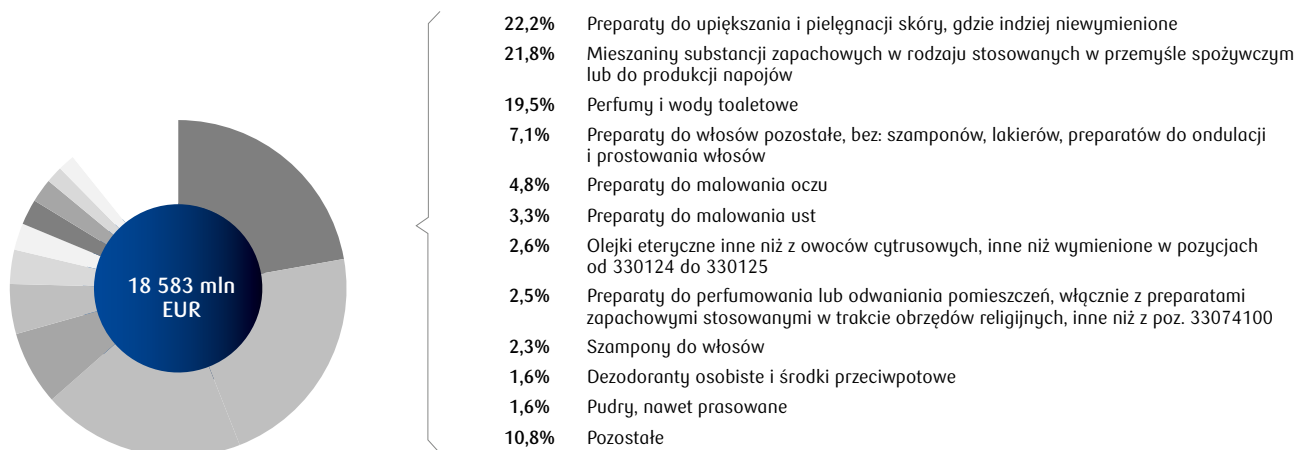 22,2% Preparaty do upiększania i pielęgnacji skóry, gdzie indziej niewymienione
21,8% Mieszaniny substancji zapachowych w rodzaju stosowanych w przemyśle spożywczym
lub do produkcji napojów
19,5% Perfumy i wody toaletowe
7,1% Preparaty do włosów pozostałe, bez: szamponów, lakierów, preparatów do ondulacji
i prostowania włosów
4,8% Preparaty do malowania oczu
3,3% Preparaty do malowania ust
2,6% Olejki eteryczne inne niż z owoców cytrusowych, inne niż wymienione w pozycjach
od 330124 do 330125
2,5% Preparaty do perfumowania lub odwaniania pomieszczeń, włącznie z preparatami
zapachowymi stosowanymi w trakcie obrzędów religijnych, inne niż z poz. 33074100
2,3% Szampony do włosów
1,6% Dezodoranty osobiste i środki przeciwpotowe
1,6% Pudry, nawet prasowane
10,8% Pozostałe
18 583 mln
EUR